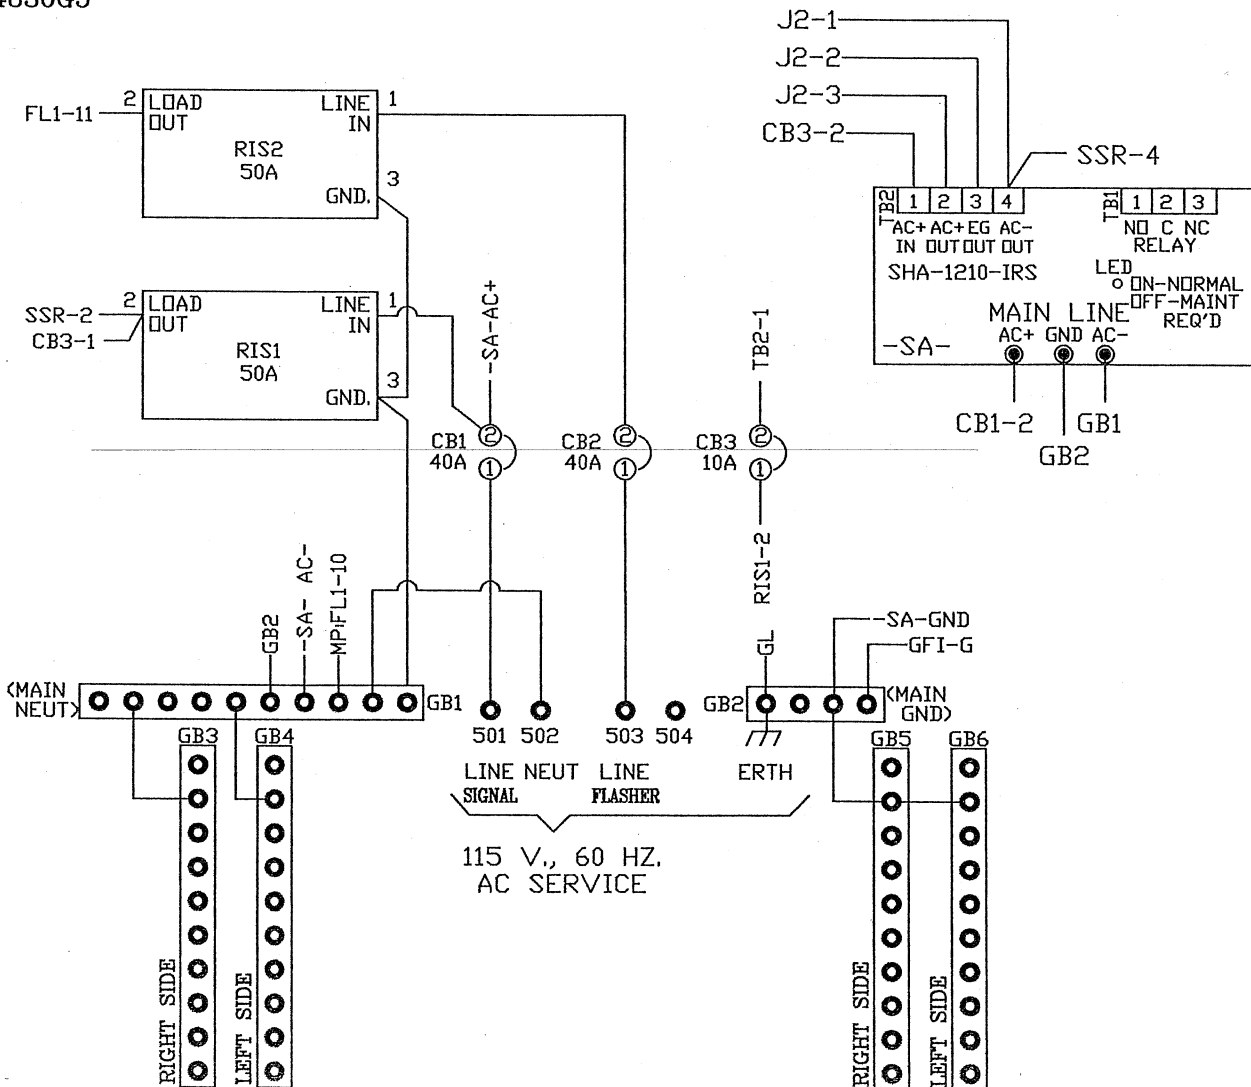 J2-1
J2-2
J2-3
CB3-2
SSR-4
FL1-11
2 LOAD OUT
LINE IN 1
RIS2
50A
GND. 3
SSR-2
CB3-1
2 LOAD OUT
LINE IN 1
RIS1
50A
GND. 3
TB2
1 2 3 4
AC+ AC+ EG AC-
IN OUT OUT OUT
SHA-1210-IRS
TB1
1 2 3
NO C NC
RELAY
LED
ON-NORMAL
OFF-MAINT
REQ'D
MAIN LINE
AC+ GND AC-
-SA-
CB1-2
GB2
GB1
-SA-AC+
TB2-1
CB1
40A
2
1
CB2
40A
2
1
CB3
10A
2
1
RIS1-2
GB2
-SA- AC-
MP:FL1-10
GL
-SA-GND
GFI-G
(MAIN
NEUT)
GB1
501 502
503 504
GB2
(MAIN
GND)
LINE NEUT
LINE
ERTH
SIGNAL
FLASHER
115 V., 60 HZ.
AC SERVICE
GB3
GB4
GB5
GB6
RIGHT SIDE
LEFT SIDE
RIGHT SIDE
LEFT SIDE